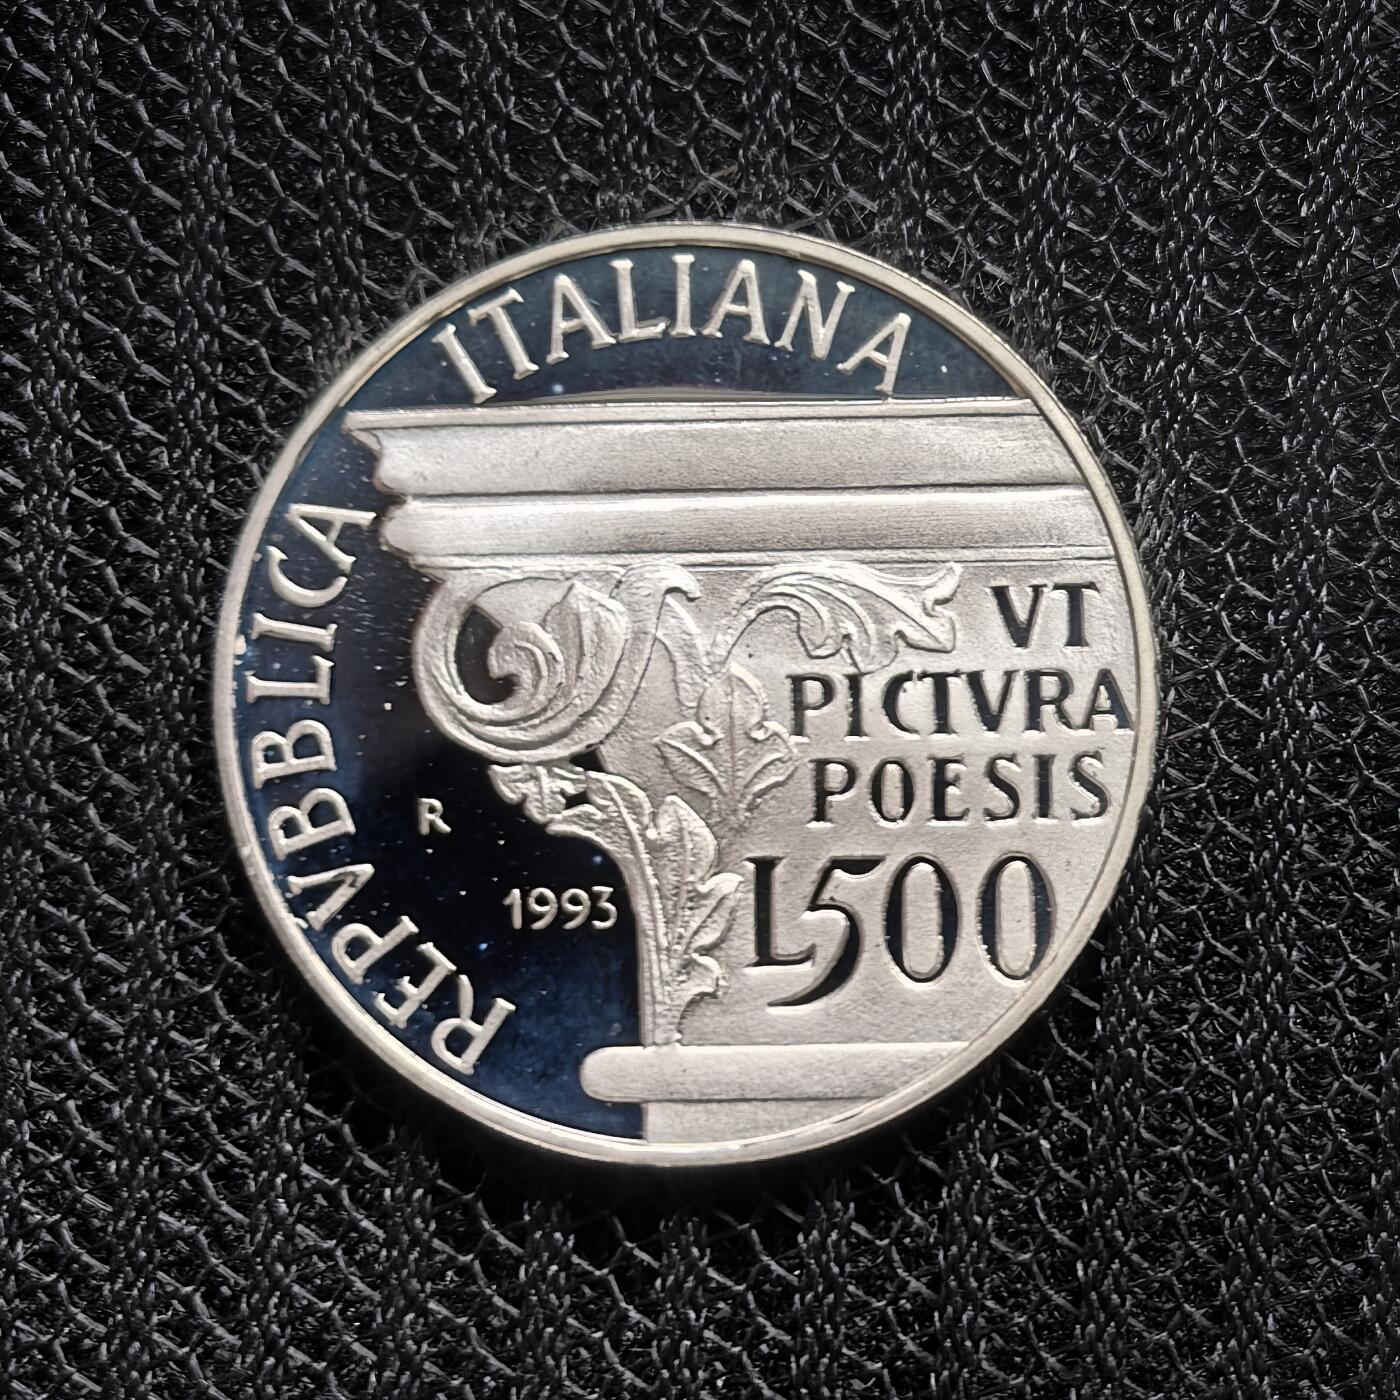 REPVBBLICA ITALIANA
VT
PICTVRA
POESIS
L500
R
1993